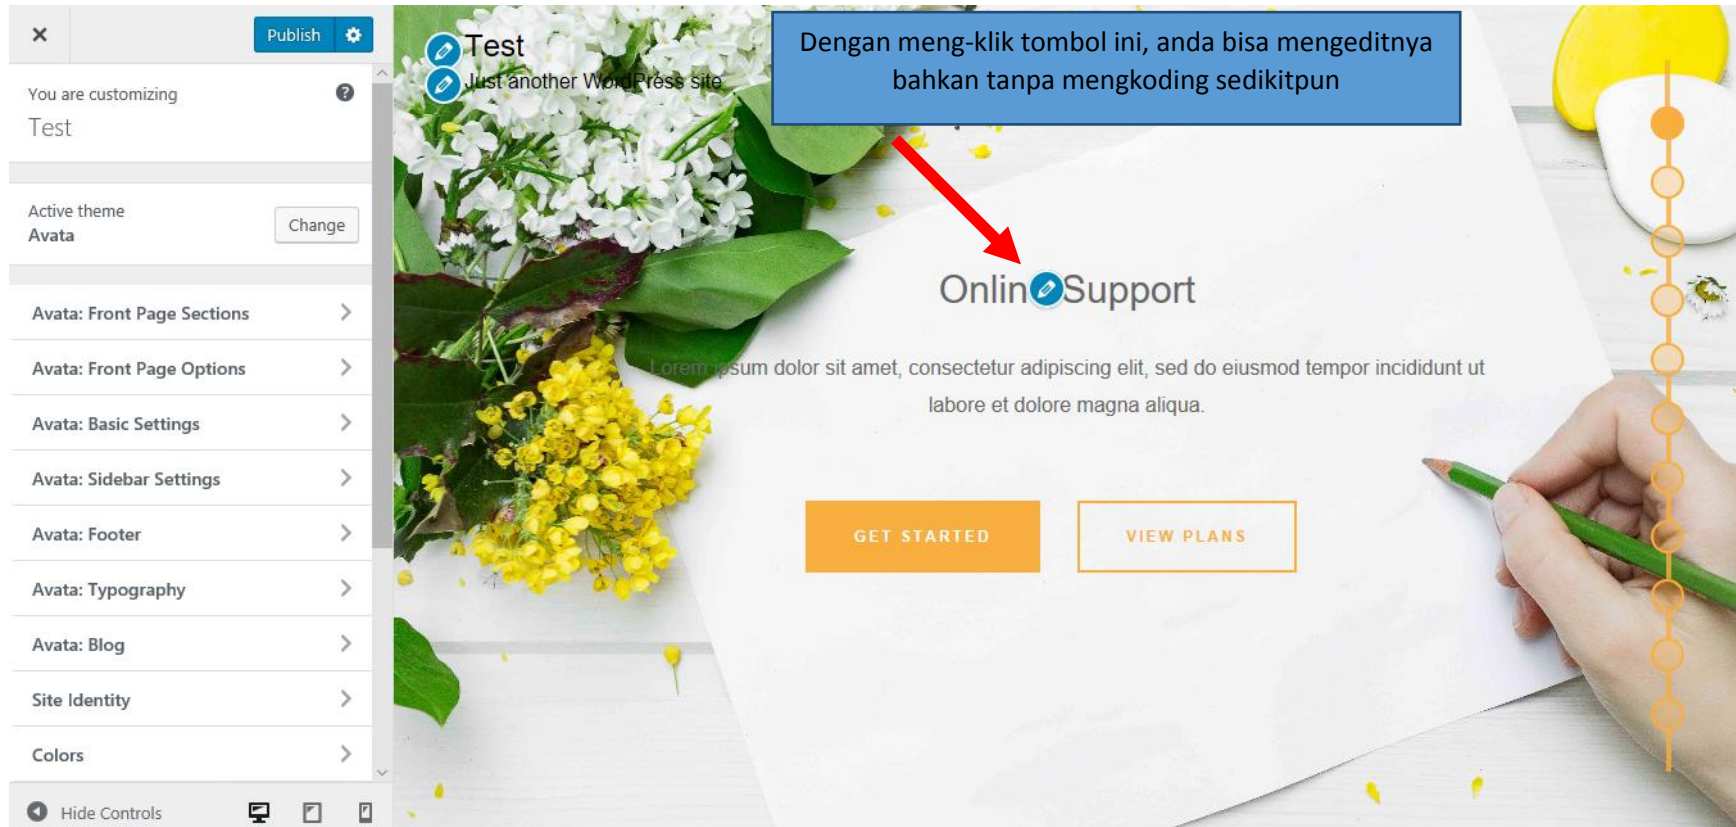 Publish
You are customizing
Test
Active theme
Avata
Change
Avata: Front Page Sections
Avata: Front Page Options
Avata: Basic Settings
Avata: Sidebar Settings
Avata: Footer
Avata: Typography
Avata: Blog
Site Identity
Colors
Hide Controls
Test
Just another WordPress site
Dengan meng-klik tombol ini, anda bisa mengeditnya
bahkan tanpa mengkoding sedikitpun
Onlin Support
Lorem ipsum dolor sit amet, consectetur adipiscing elit, sed do eiusmod tempor incididunt ut
labore et dolore magna aliqua.
GET STARTED
VIEW PLANS